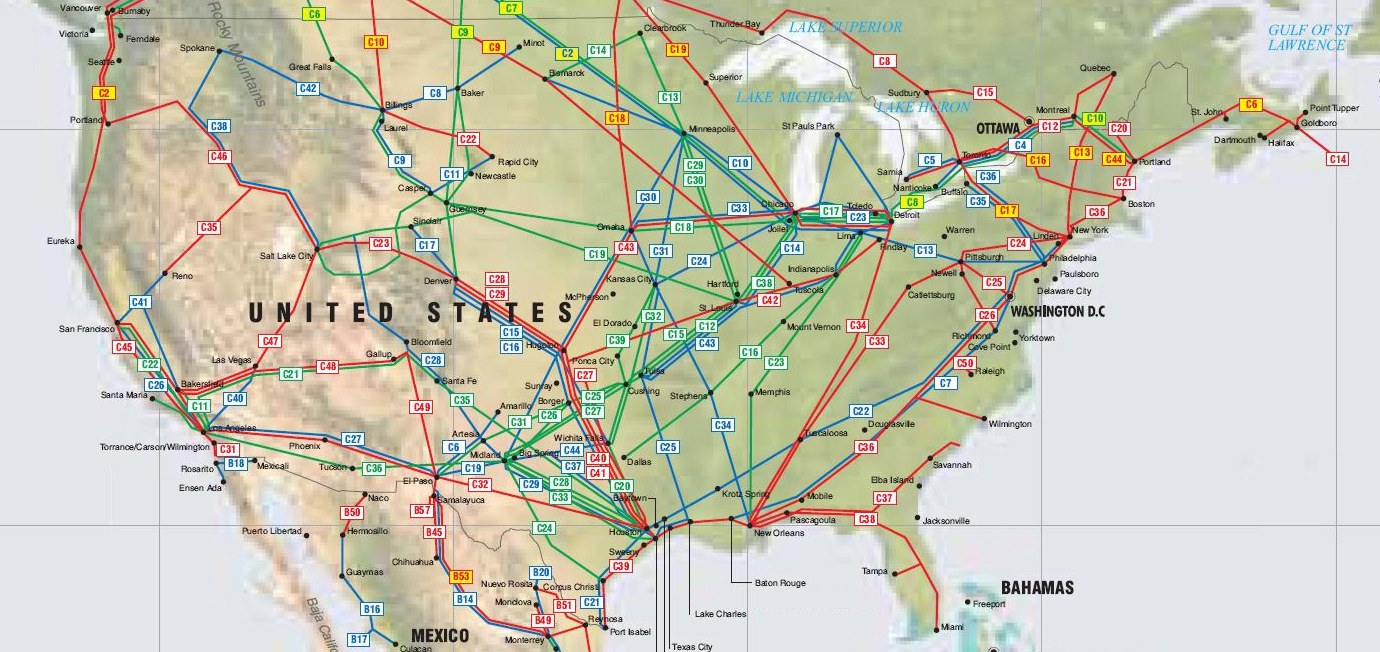 Vancouver
Burnaby
Victoria
Ferndale
Seattle
C2
Portland
Spokane
Rocky Mountains
Great Falls
C6
C10
C42
C8
Billings
Laurel
Baker
C9
C9
C7
Minot
C2
C14
Bismarck
Clearbrook
C19
Thunder Bay
LAKE SUPERIOR
C8
GULF OF ST
LAWRENCE
Superior
C13
C18
LAKE MICHIGAN
LAKE HURON
Sudbury
C15
Quebec
Montreal
OTTAWA
C12
C10
C20
St. John
C6
Point Tupper
Goldboro
Dartmouth
Halifax
C14
C38
C46
C22
C9
C11
Rapid City
Newcastle
Casper
Guernsey
Minneapolis
St Pauls Park
C29
C30
C10
C5
Toronto
C4
C16
C13
C44
Portland
Sarnia
Nanticoke
Buffalo
C36
C35
C17
C21
Boston
C36
C35
Sinclair
C17
C30
C33
Chicago
C17
Toledo
C23
C8
Detroit
Eureka
Salt Lake City
C23
Omaha
C18
C43
C31
C19
C24
Joliet
C14
Lima
Findlay
Warren
C13
C24
Linden
New York
Pittsburgh
Philadelphia
Newell
Paulsboro
Delaware City
C25
Reno
C41
Denver
C28
C29
McPherson
Kansas City
Hartford
C38
Indianapolis
Tuscola
C42
St. Louis
Catlettsburg
UNITED STATES
WASHINGTON D.C
San Francisco
C45
C22
C26
C47
C15
C16
Hugoton
El Dorado
C32
C39
C15
C12
C43
Mount Vernon
C16
C23
C34
C33
C26
Richmond
Cove Point
Yorktown
Las Vegas
C48
C21
Gallup
Bloomfield
C28
Ponca City
C27
Tulsa
Cushing
Stephens
Memphis
C50
Raleigh
C7
Santa Maria
Bakersfield
C11
C40
Santa Fe
Sunray
Borger
C25
C27
C49
C35
Amarillo
C31
C26
C22
Douglasville
Wilmington
Los Angeles
Torrance/Carson/Wilmington
C31
Phoenix
C27
Artesia
C6
Wichita Falls
C44
C25
C34
Tuscaloosa
C36
Rosarito
B18
Mexicali
Tucson
C36
Midland
Big Spring
C19
C37
C40
C41
Dallas
Savannah
Ensen Ada
El Paso
C32
C29
C28
C33
C20
Baytown
Krotz Spring
Mobile
Elba Island
C37
Naco
B50
Samalayuca
B57
B45
C24
Houston
New Orleans
Pascagoula
C38
Jacksonville
Puerto Libertad
Hermosillo
Sweeny
Chihuahua
C39
Tampa
Guaymas
B53
B14
Nuevo Rosita
B20
Corpus Christi
Baton Rouge
BAHAMAS
Freeport
Baja Califo
B16
Monclova
B51
B49
C21
Lake Charles
B17
Culacan
MEXICO
Monterrey
Reynosa
Port Isabel
Texas City
Miami